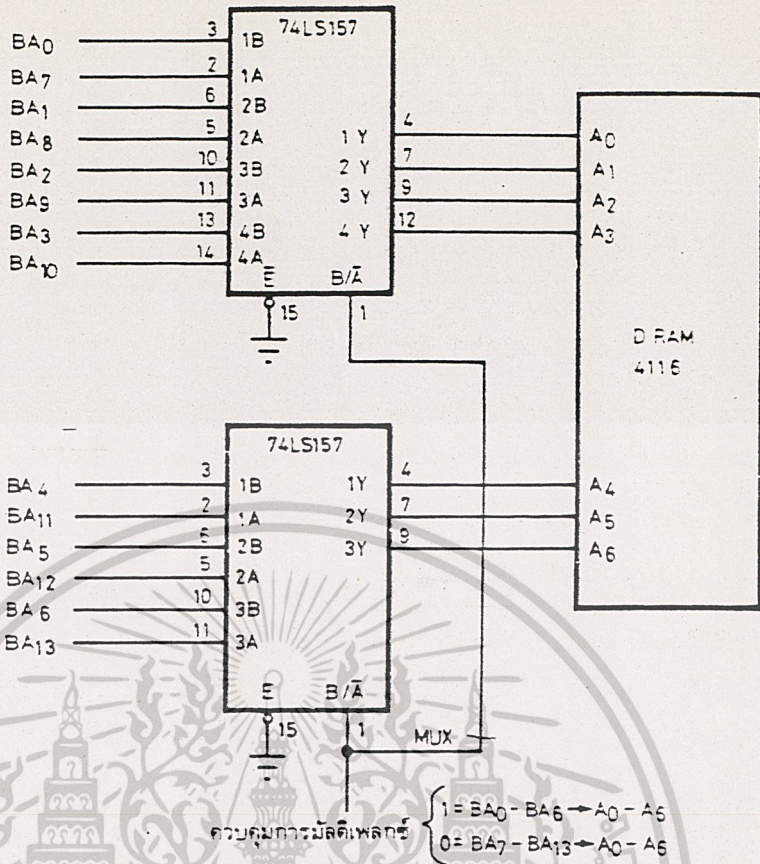 74LS157
BA0 3 1B
BA7 2 1A
BA1 6 2B
BA8 5 2A
BA2 10 3B
BA9 11 3A
BA3 13 4B
BA10 14 4A
1Y 4 A0
2Y 7 A1
3Y 9 A2
4Y 12 A3
E̅ B/A̅
15 1
D RAM
4116
74LS157
BA4 3 1B
BA11 2 1A
BA5 6 2B
BA12 5 2A
BA6 10 3B
BA13 11 3A
1Y 4 A4
2Y 7 A5
3Y 9 A6
E B/A̅
15 1
MUX
ควบคุมการมัลติเพลกซ์
1 = BA0 - BA6 → A0 - A6
0 = BA7 - BA13 → A0 - A6